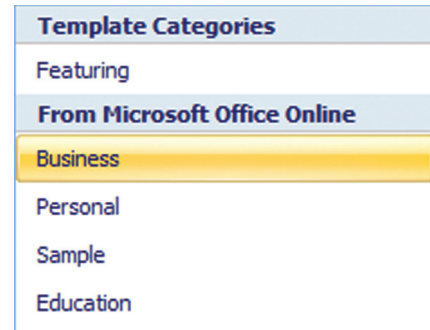 Template Categories
Featuring
From Microsoft Office Online
Business
Personal
Sample
Education